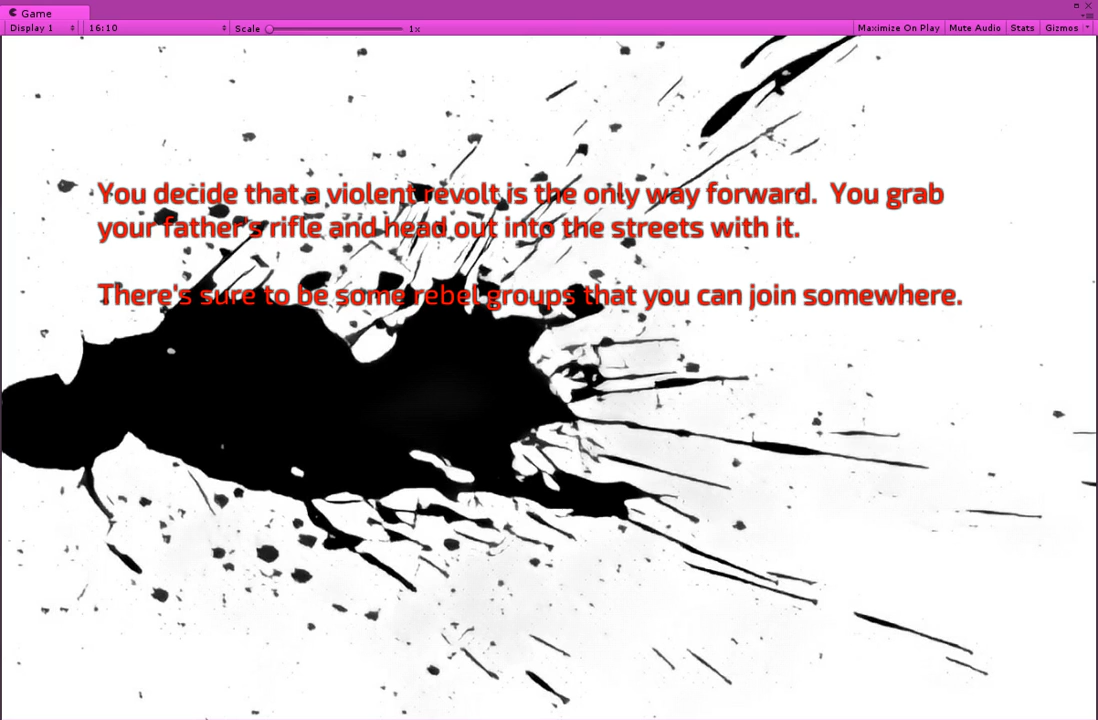 Game
Display 1 16:10 Scale 1x Maximize On Play Mute Audio Stats Gizmos
You decide that a violent revolt is the only way forward.  You grab
your father's rifle and head out into the streets with it.
There's sure to be some rebel groups that you can join somewhere.